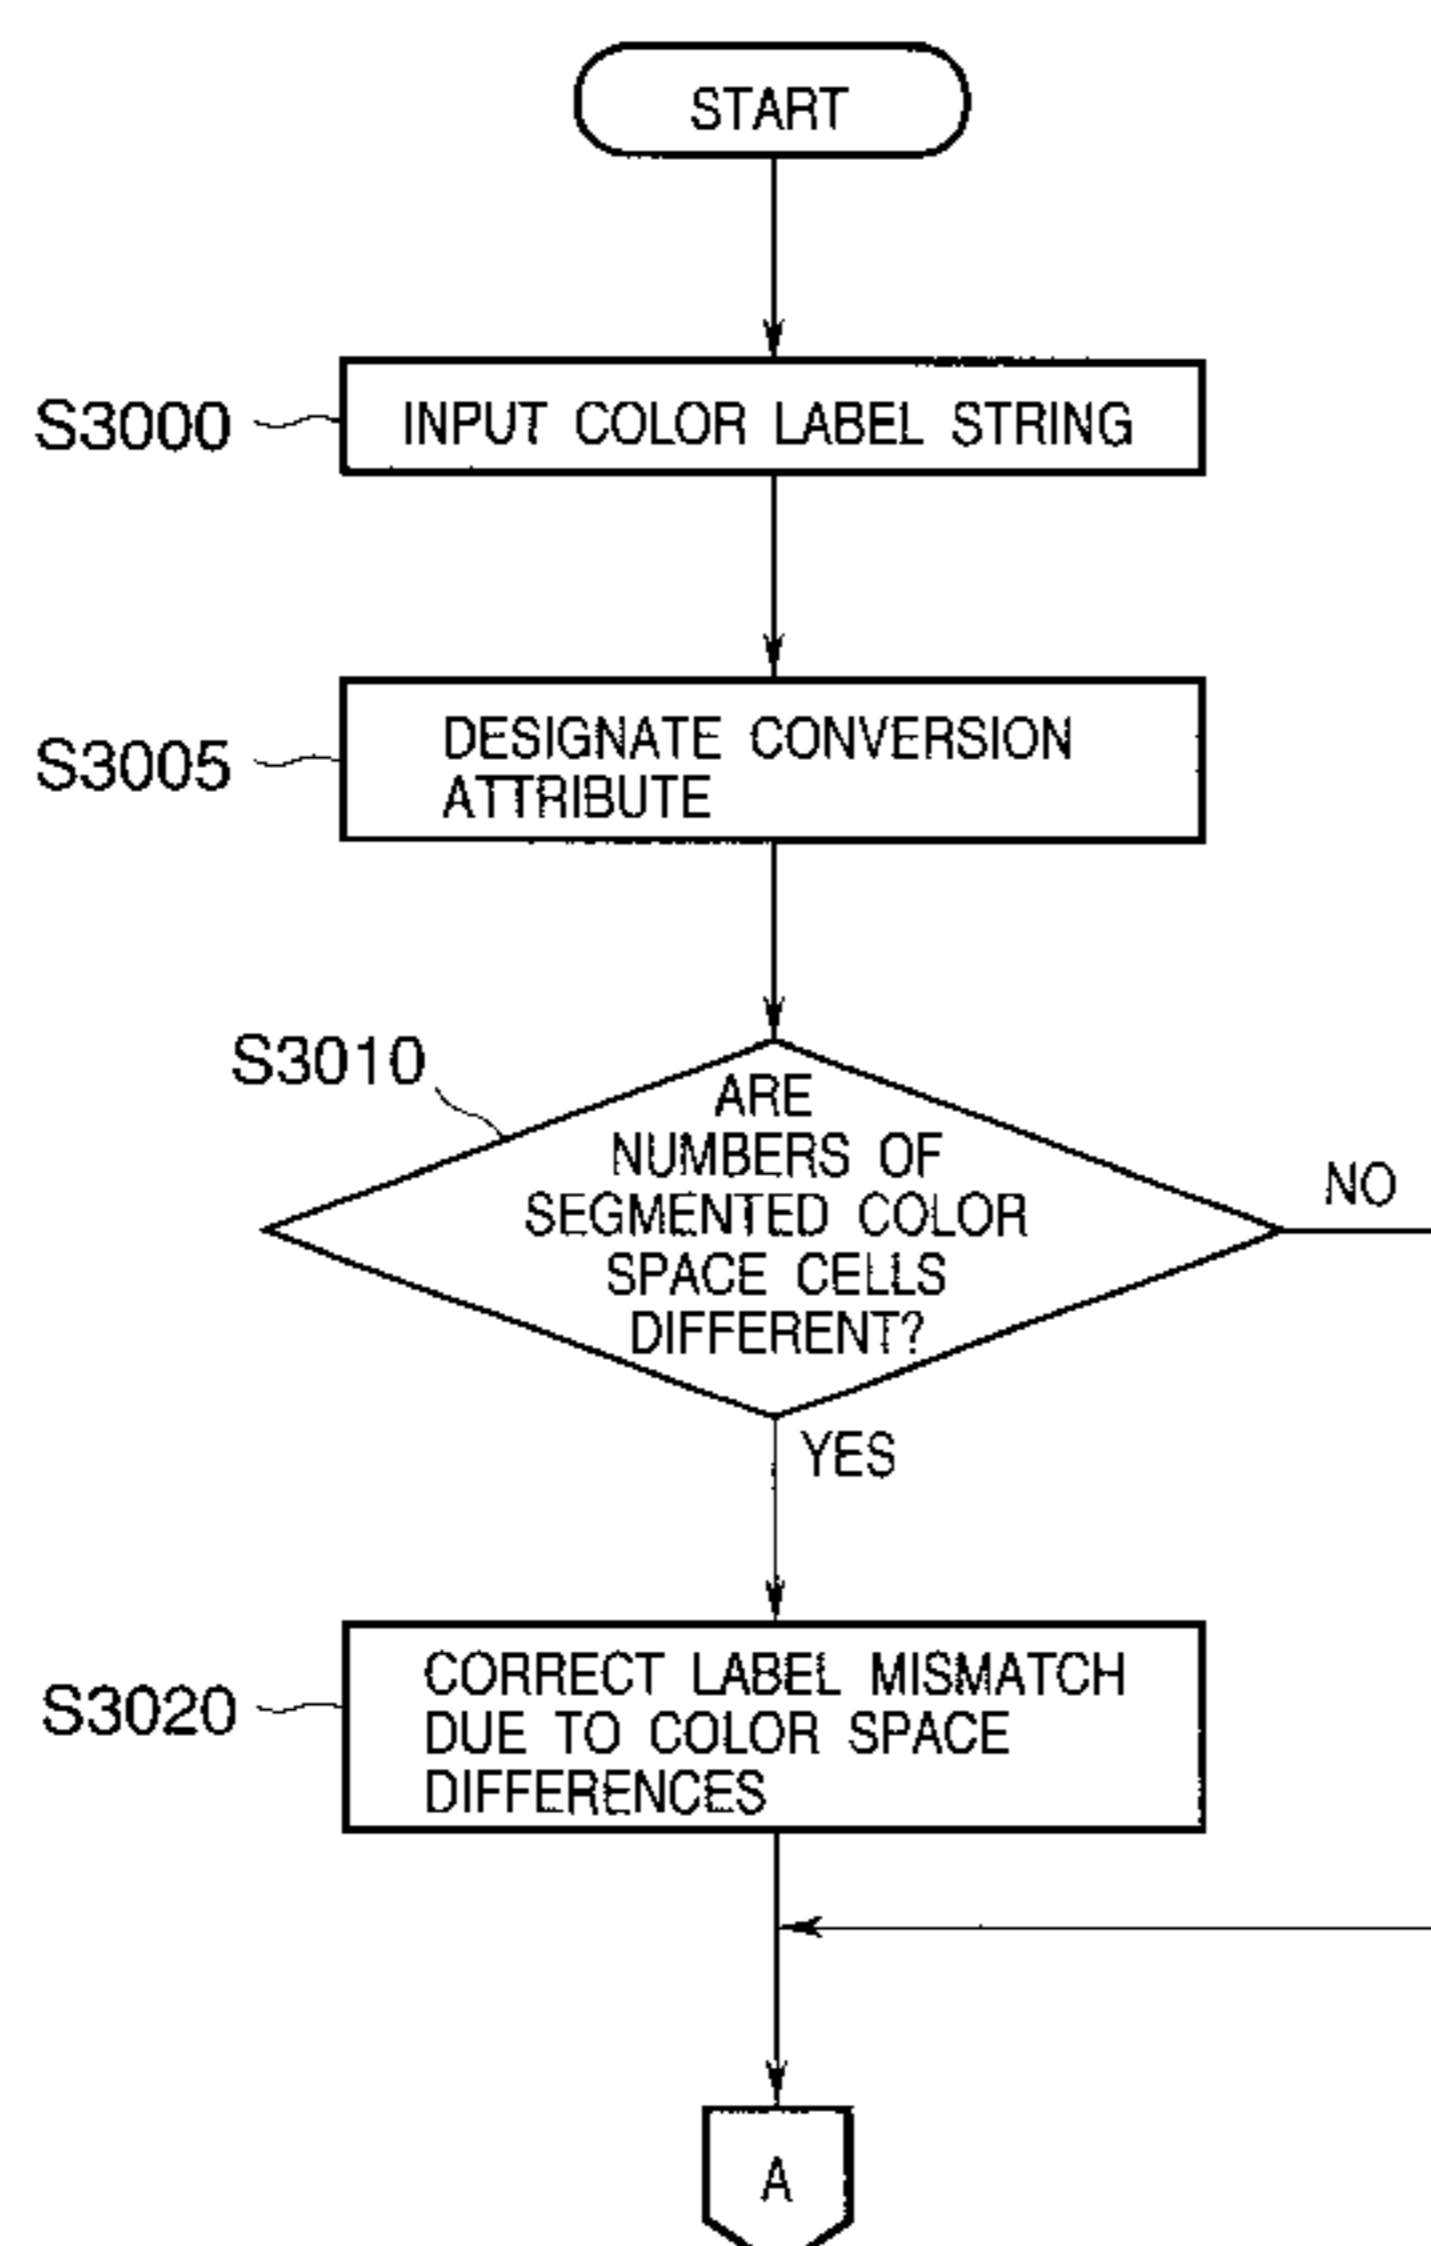 START
S3000
INPUT COLOR LABEL STRING
S3005
DESIGNATE CONVERSION
ATTRIBUTE
S3010
ARE
NUMBERS OF
SEGMENTED COLOR
SPACE CELLS
DIFFERENT?
NO
YES
S3020
CORRECT LABEL MISMATCH
DUE TO COLOR SPACE
DIFFERENCES
A